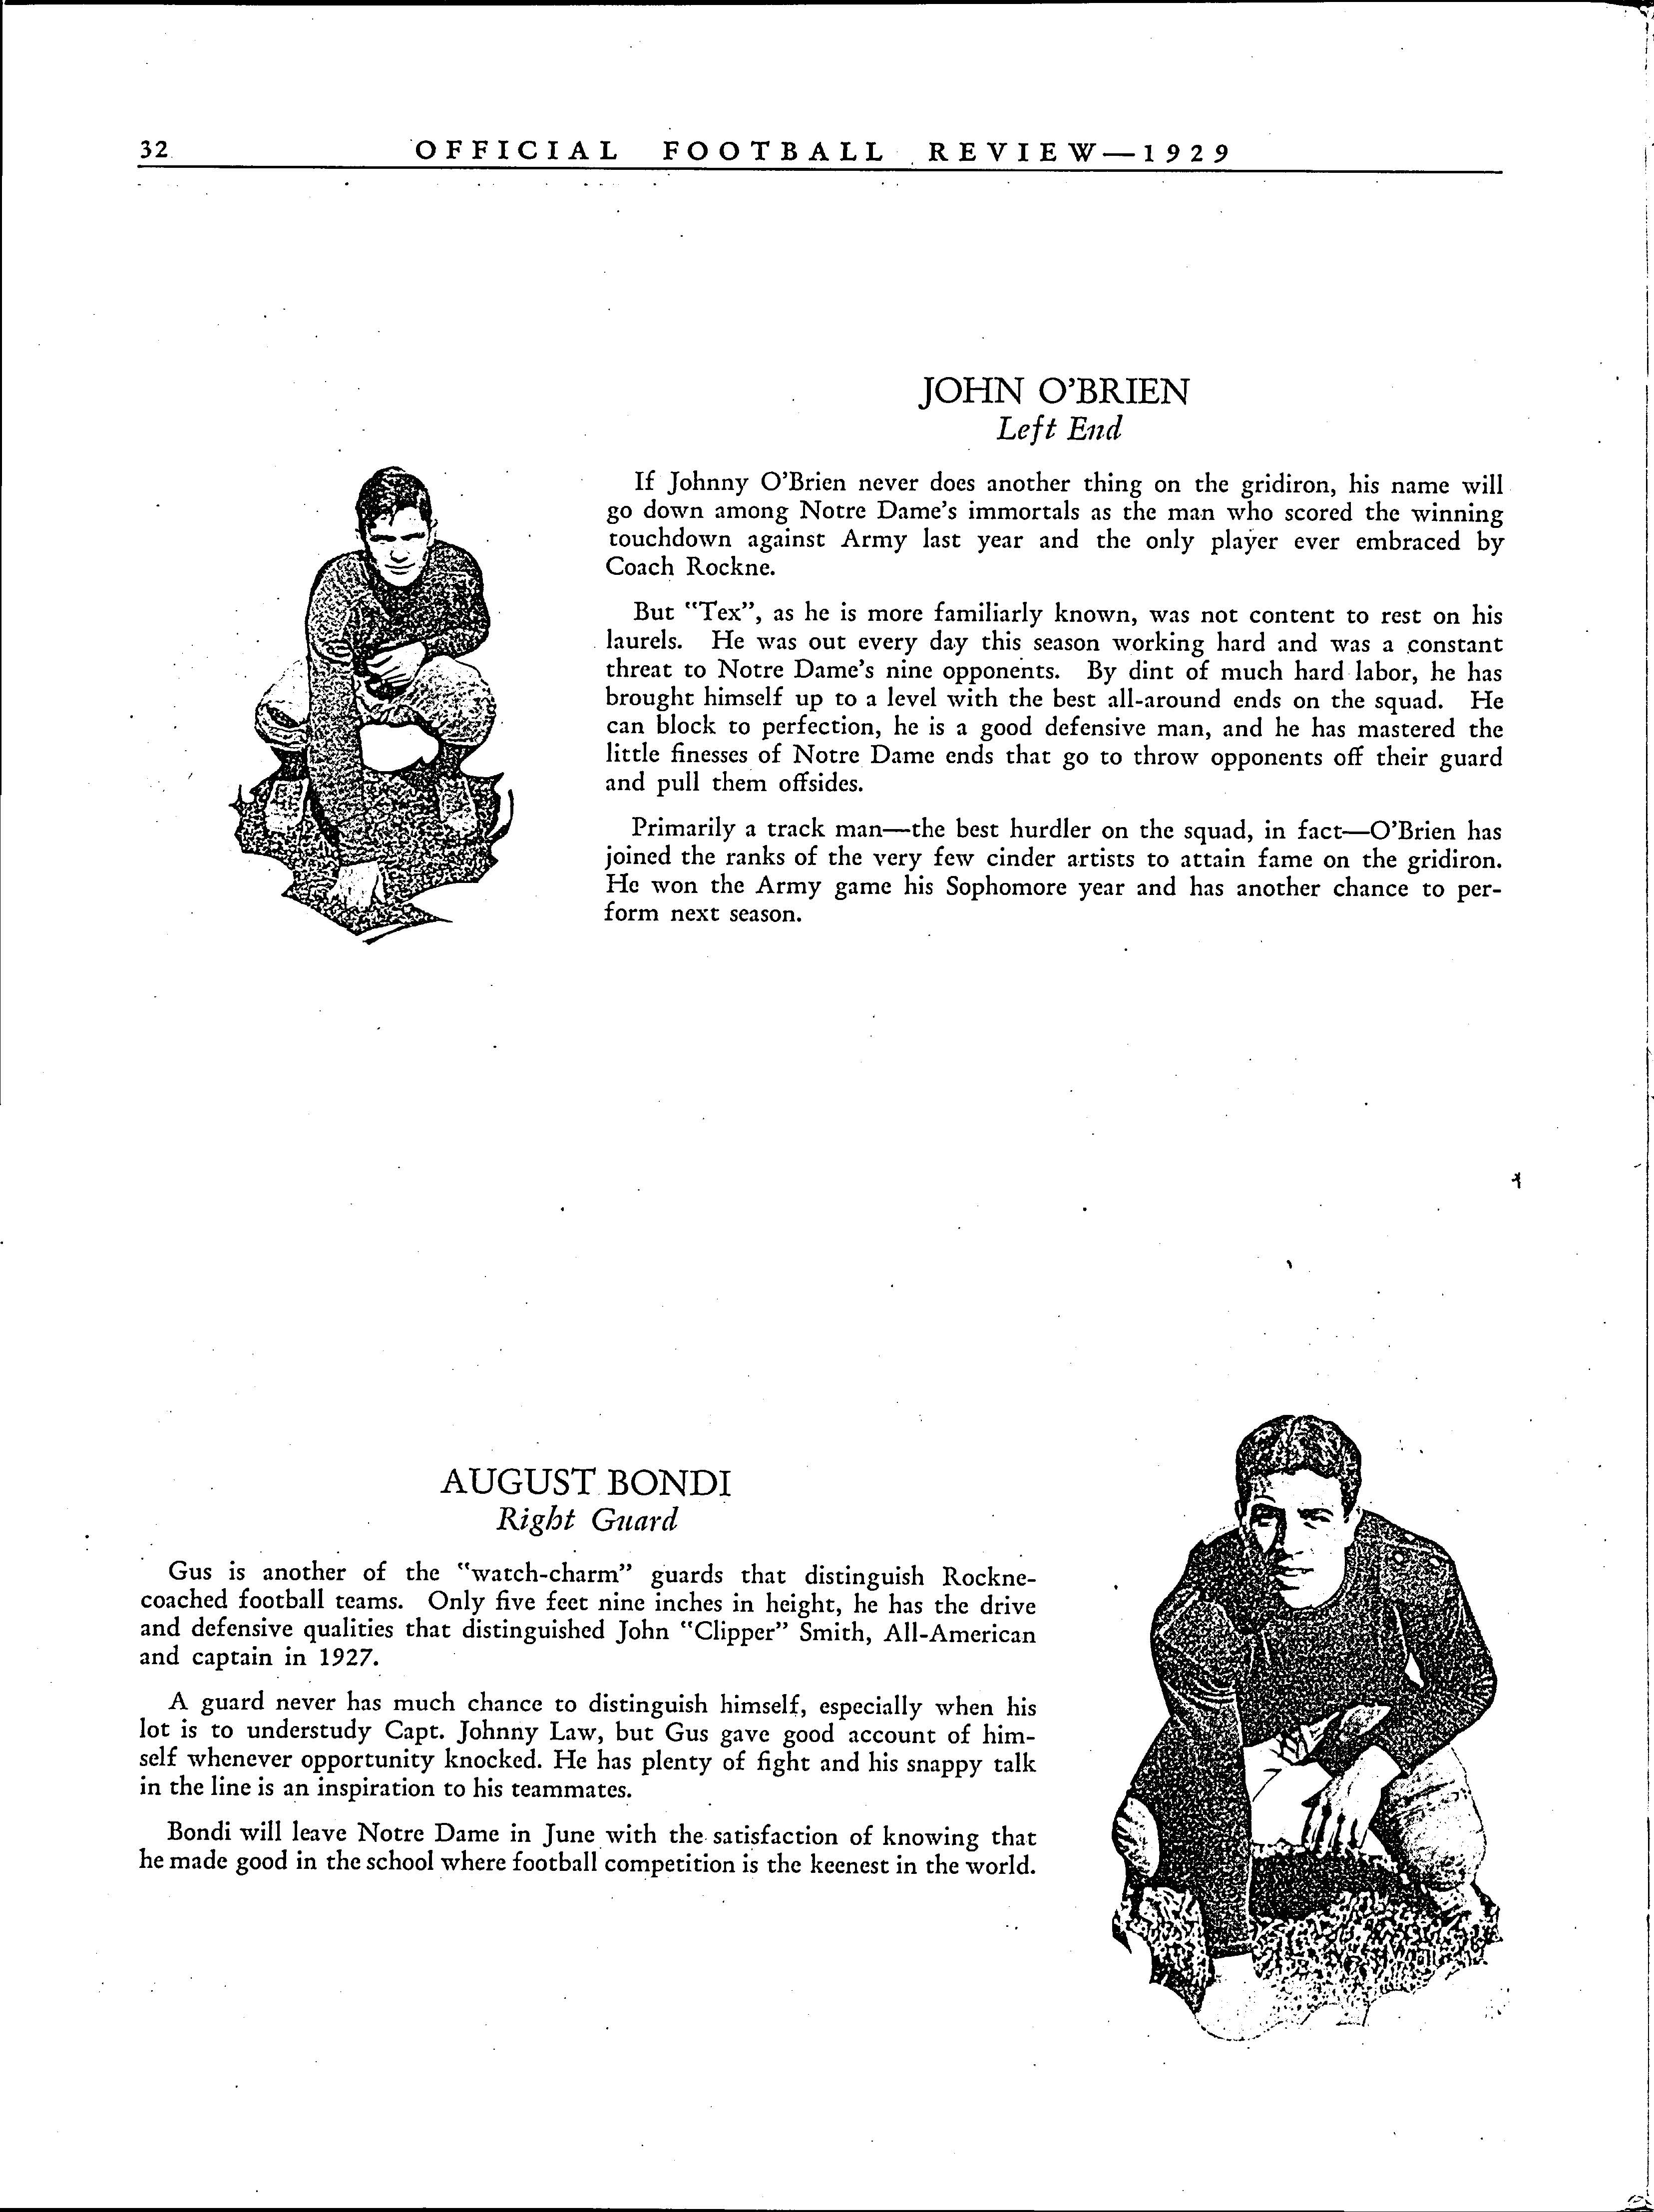 32 OFFICIAL FOOTBALL REVIEW—1929
JOHN O'BRIEN
Left End
If Johnny O'Brien never does another thing on the gridiron, his name will
go down among Notre Dame's immortals as the man who scored the winning
touchdown against Army last year and the only player ever embraced by
Coach Rockne.
But "Tex", as he is more familiarly known, was not content to rest on his
laurels. He was out every day this season working hard and was a constant
threat to Notre Dame's nine opponents. By dint of much hard labor, he has
brought himself up to a level with the best all-around ends on the squad. He
can block to perfection, he is a good defensive man, and he has mastered the
little finesses of Notre Dame ends that go to throw opponents off their guard
and pull them offsides.
Primarily a track man—the best hurdler on the squad, in fact—O'Brien has
joined the ranks of the very few cinder artists to attain fame on the gridiron.
He won the Army game his Sophomore year and has another chance to per-
form next season.
AUGUST BONDI
Right Guard
Gus is another of the "watch-charm" guards that distinguish Rockne-
coached football teams. Only five feet nine inches in height, he has the drive
and defensive qualities that distinguished John "Clipper" Smith, All-American
and captain in 1927.
A guard never has much chance to distinguish himself, especially when his
lot is to understudy Capt. Johnny Law, but Gus gave good account of him-
self whenever opportunity knocked. He has plenty of fight and his snappy talk
in the line is an inspiration to his teammates.
Bondi will leave Notre Dame in June with the satisfaction of knowing that
he made good in the school where football competition is the keenest in the world.